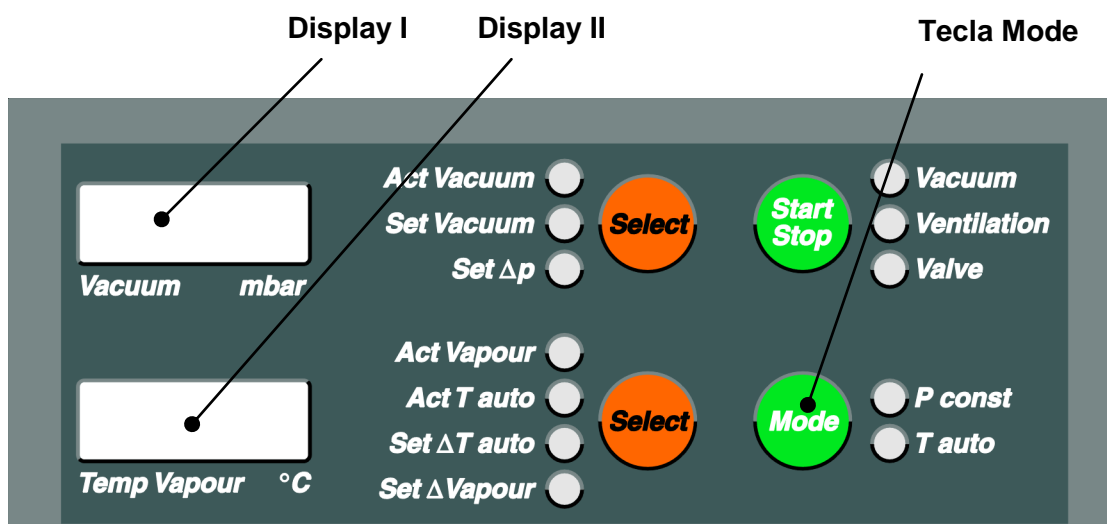 Display I
Display II
Tecla Mode
Act Vacuum
Set Vacuum
Set Δp
Select
Start
Stop
Vacuum
Ventilation
Valve
Vacuum mbar
Act Vapour
Act T auto
Set ΔT auto
Set ΔVapour
Select
Mode
P const
T auto
Temp Vapour °C